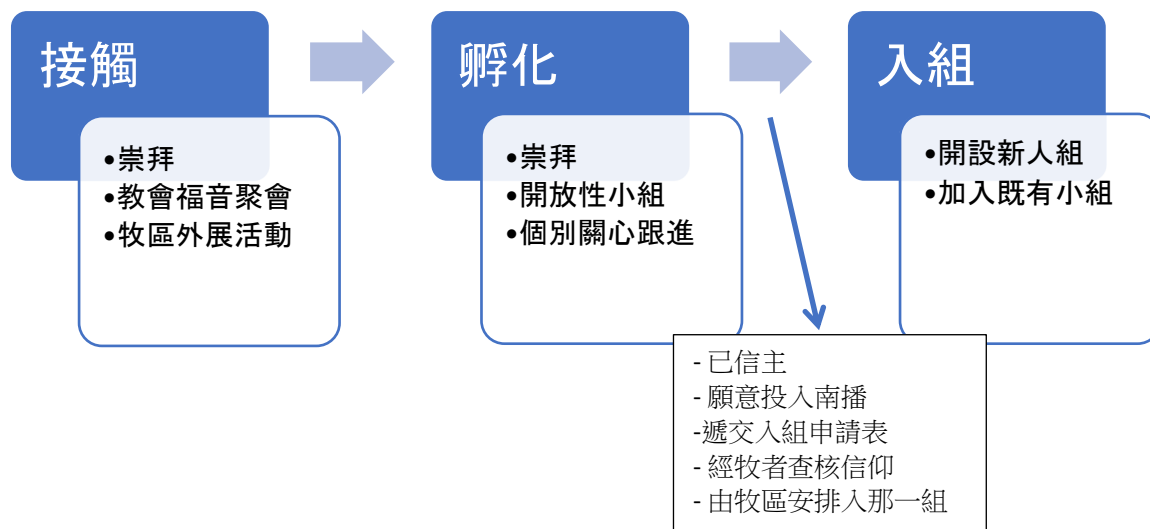 接觸
•崇拜
•教會福音聚會
•牧區外展活動
孵化
•崇拜
•開放性小組
•個別關心跟進
入組
•開設新人組
•加入既有小組
- 已信主
- 願意投入南播
-遞交入組申請表
- 經牧者查核信仰
- 由牧區安排入那一組